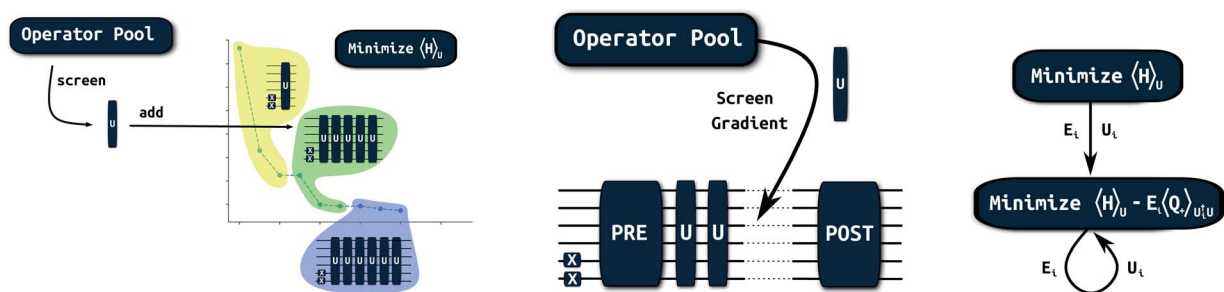 Operator Pool
screen
U
add
Minimize ⟨H⟩U
U
X
X
U U U U U
X
X
U U U U U U
X
X
Operator Pool
U
Screen
Gradient
PRE U U POST
X
X
Minimize ⟨H⟩U
Eᵢ Uᵢ
Minimize ⟨H⟩U - Eᵢ⟨Q₊⟩Uᵢ†U
Eᵢ Uᵢ